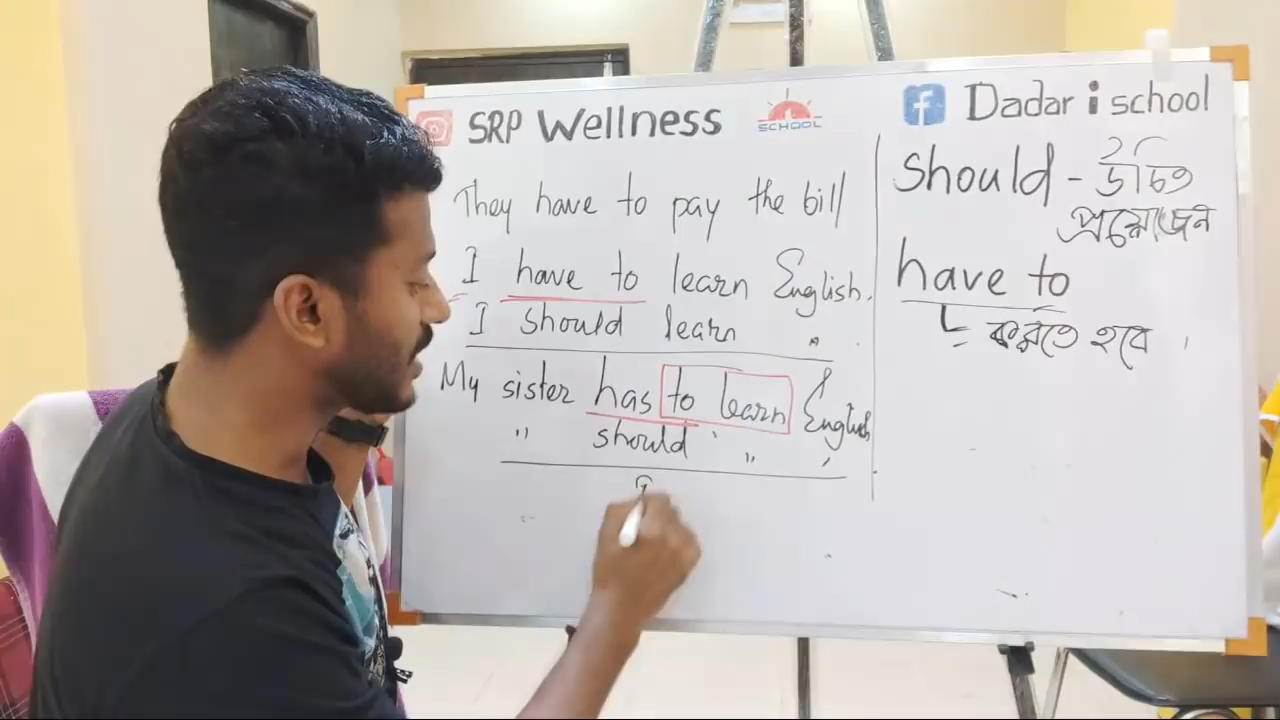 SRP Wellness
SCHOOL
Dadar i school
They have to pay the bill
I have to learn English.
I should learn "
My sister has to learn English
" should " " "
should - উচিত
প্রয়োজন
have to
করতে হবে